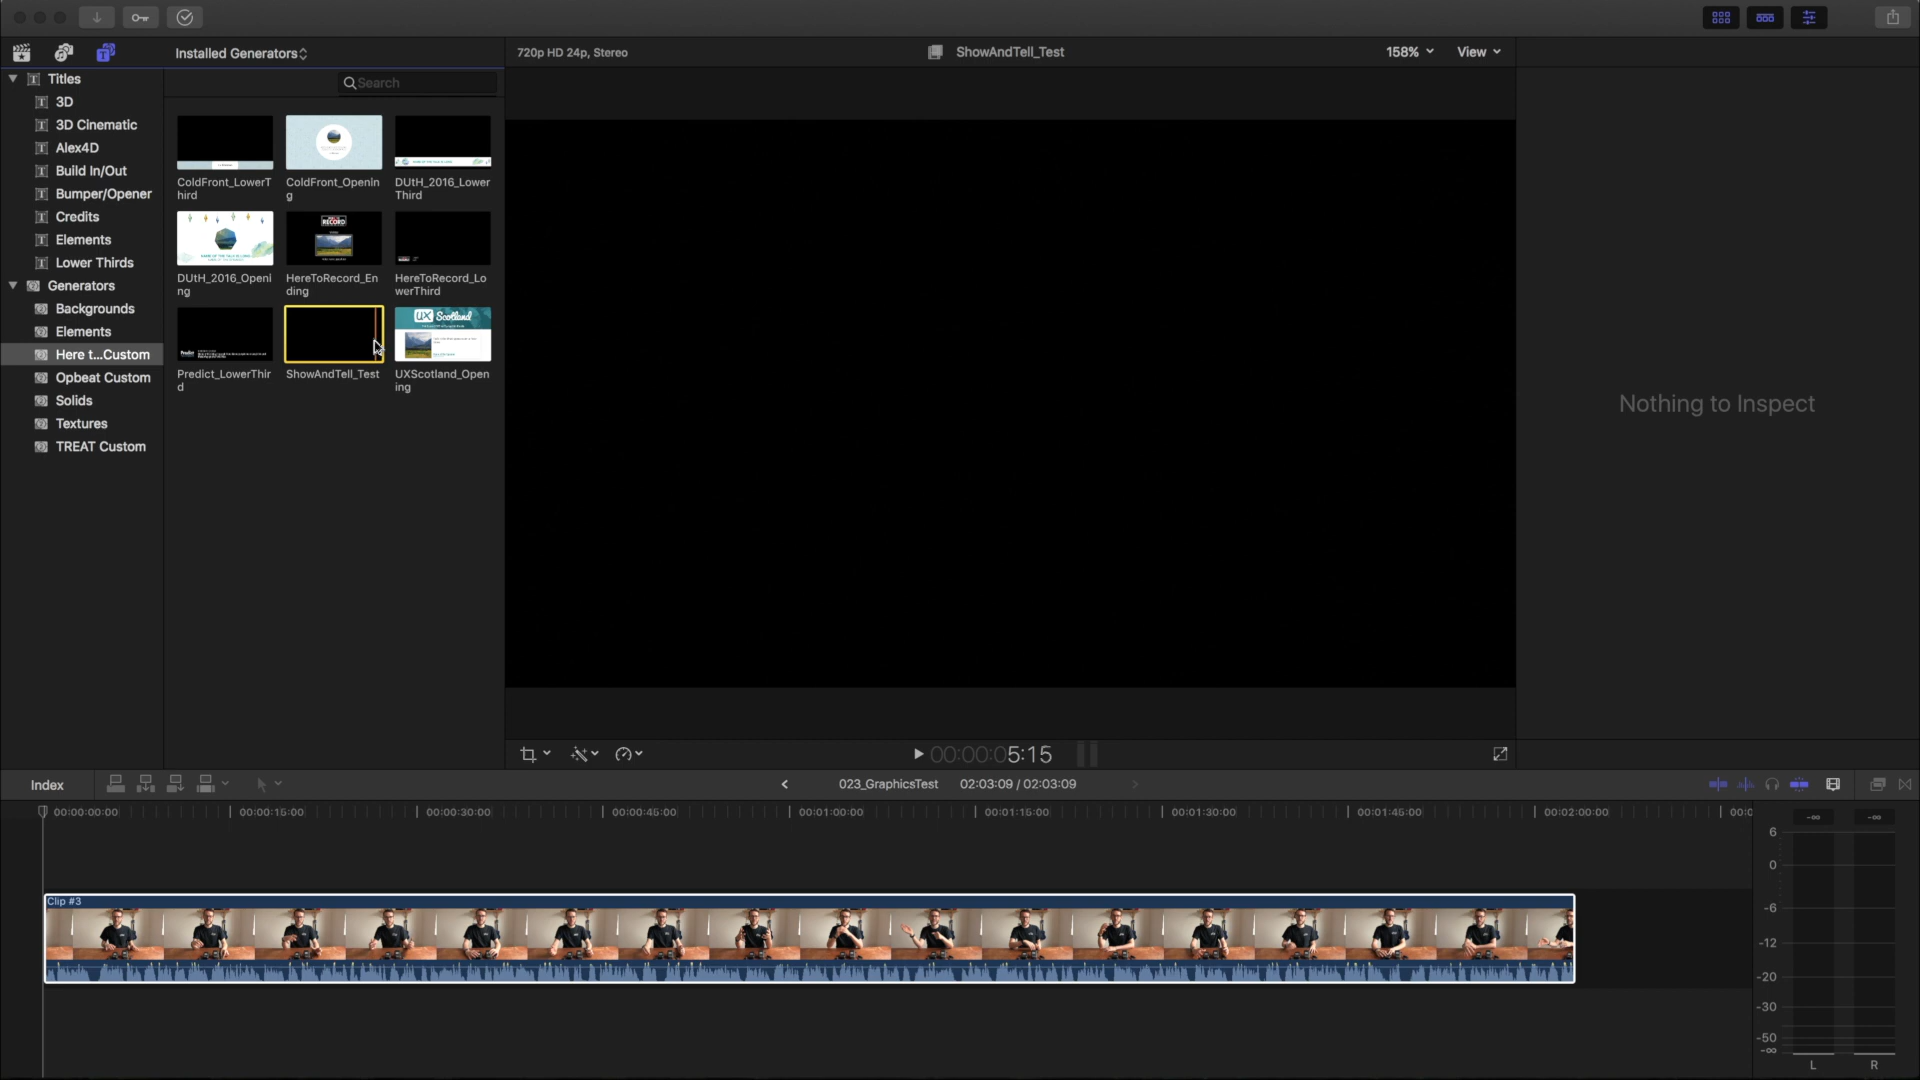 Installed Generators
720p HD 24p, Stereo
ShowAndTell_Test
158%
View
Search
Titles
3D
3D Cinematic
Alex4D
Build In/Out
Bumper/Opener
Credits
Elements
Lower Thirds
Generators
Backgrounds
Elements
Here t...Custom
Opbeat Custom
Solids
Textures
TREAT Custom
ColdFront_LowerT
hird
ColdFront_Openin
g
DUtH_2016_Lower
Third
DUtH_2016_Openi
ng
RECORD
HereToRecord_En
ding
HereToRecord_Lo
werThird
Predict_LowerThir
d
ShowAndTell_Test
UX Scotland
UXScotland_Open
ing
Nothing to Inspect
00:00:05:15
Index
023_GraphicsTest
02:03:09 / 02:03:09
00:00:00:00
00:00:15:00
00:00:30:00
00:00:45:00
00:01:00:00
00:01:15:00
00:01:30:00
00:01:45:00
00:02:00:00
00:0
Clip #3
-∞
-∞
6
0
-6
-12
-20
-30
-50
-∞
L
R